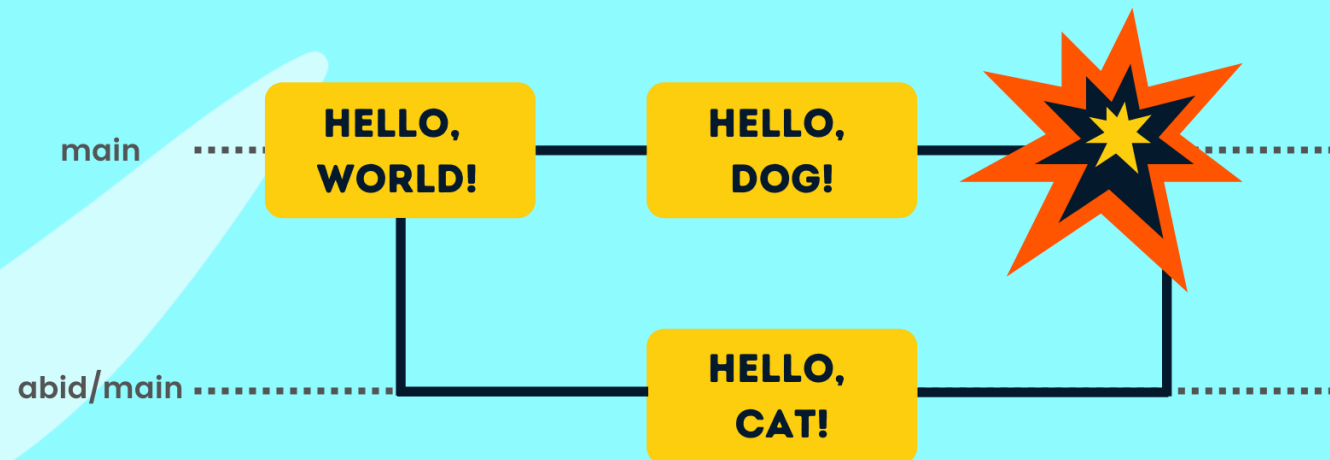 main
HELLO,
WORLD!
HELLO,
DOG!
abid/main
HELLO,
CAT!